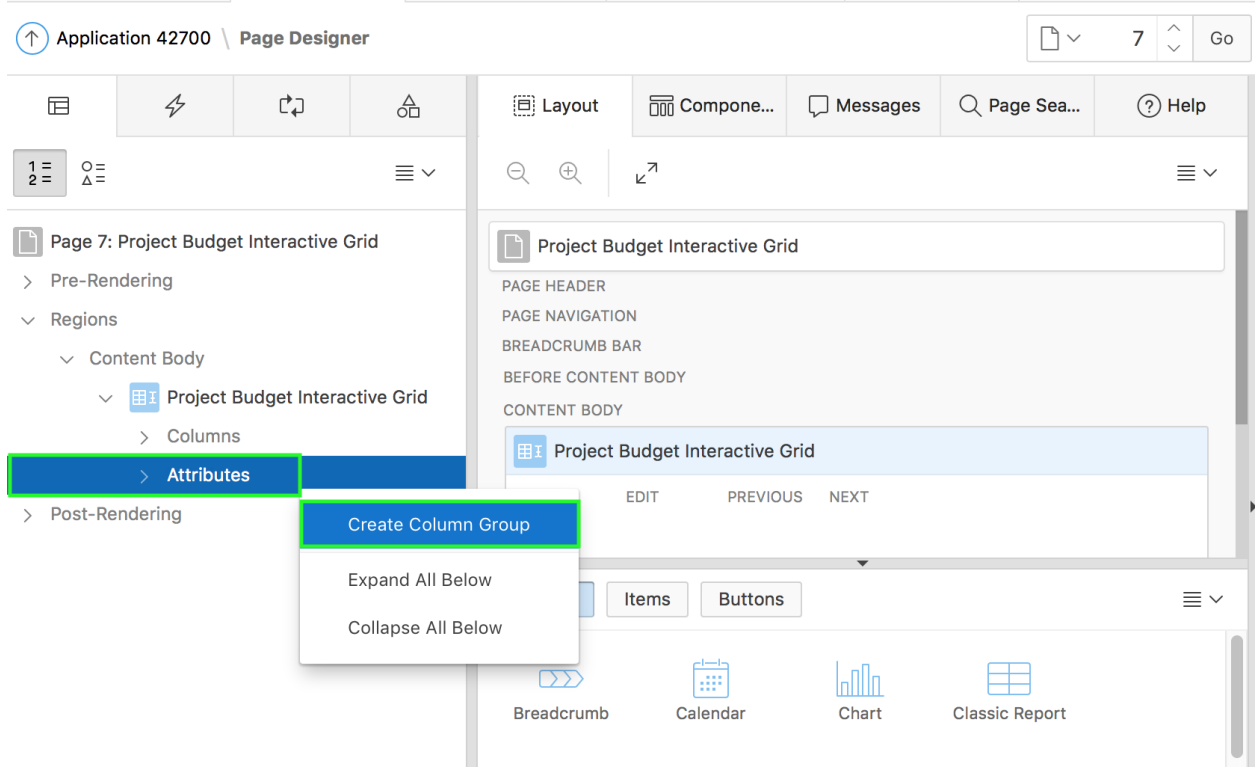 Application 42700 \ Page Designer
7
Go
Layout
Compone...
Messages
Page Sea...
Help
Page 7: Project Budget Interactive Grid
Pre-Rendering
Regions
Content Body
Project Budget Interactive Grid
Columns
Attributes
Post-Rendering
Create Column Group
Expand All Below
Collapse All Below
Project Budget Interactive Grid
PAGE HEADER
PAGE NAVIGATION
BREADCRUMB BAR
BEFORE CONTENT BODY
CONTENT BODY
Project Budget Interactive Grid
EDIT PREVIOUS NEXT
Items Buttons
Breadcrumb Calendar Chart Classic Report